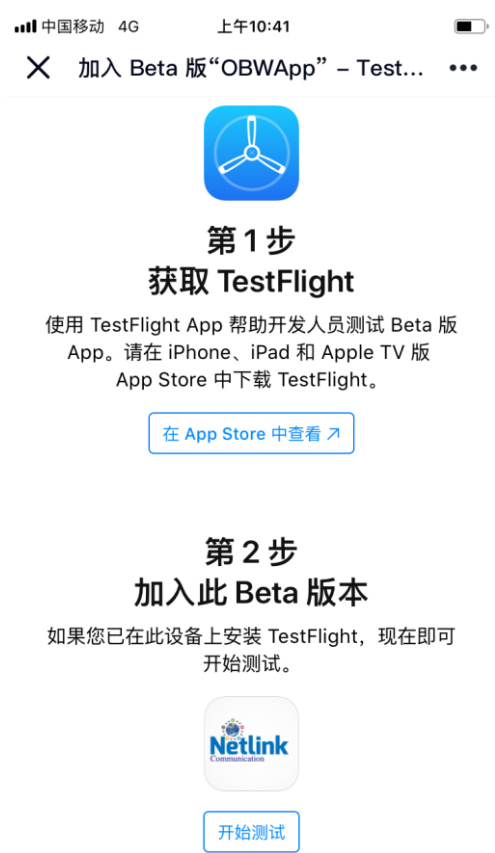 中国移动 4G 上午10:41
加入 Beta 版“OBWApp” – Test...
第 1 步
获取 TestFlight
使用 TestFlight App 帮助开发人员测试 Beta 版
App。请在 iPhone、iPad 和 Apple TV 版
App Store 中下载 TestFlight。
在 App Store 中查看
第 2 步
加入此 Beta 版本
如果您已在此设备上安装 TestFlight，现在即可
开始测试。
Netlink
Communication
开始测试